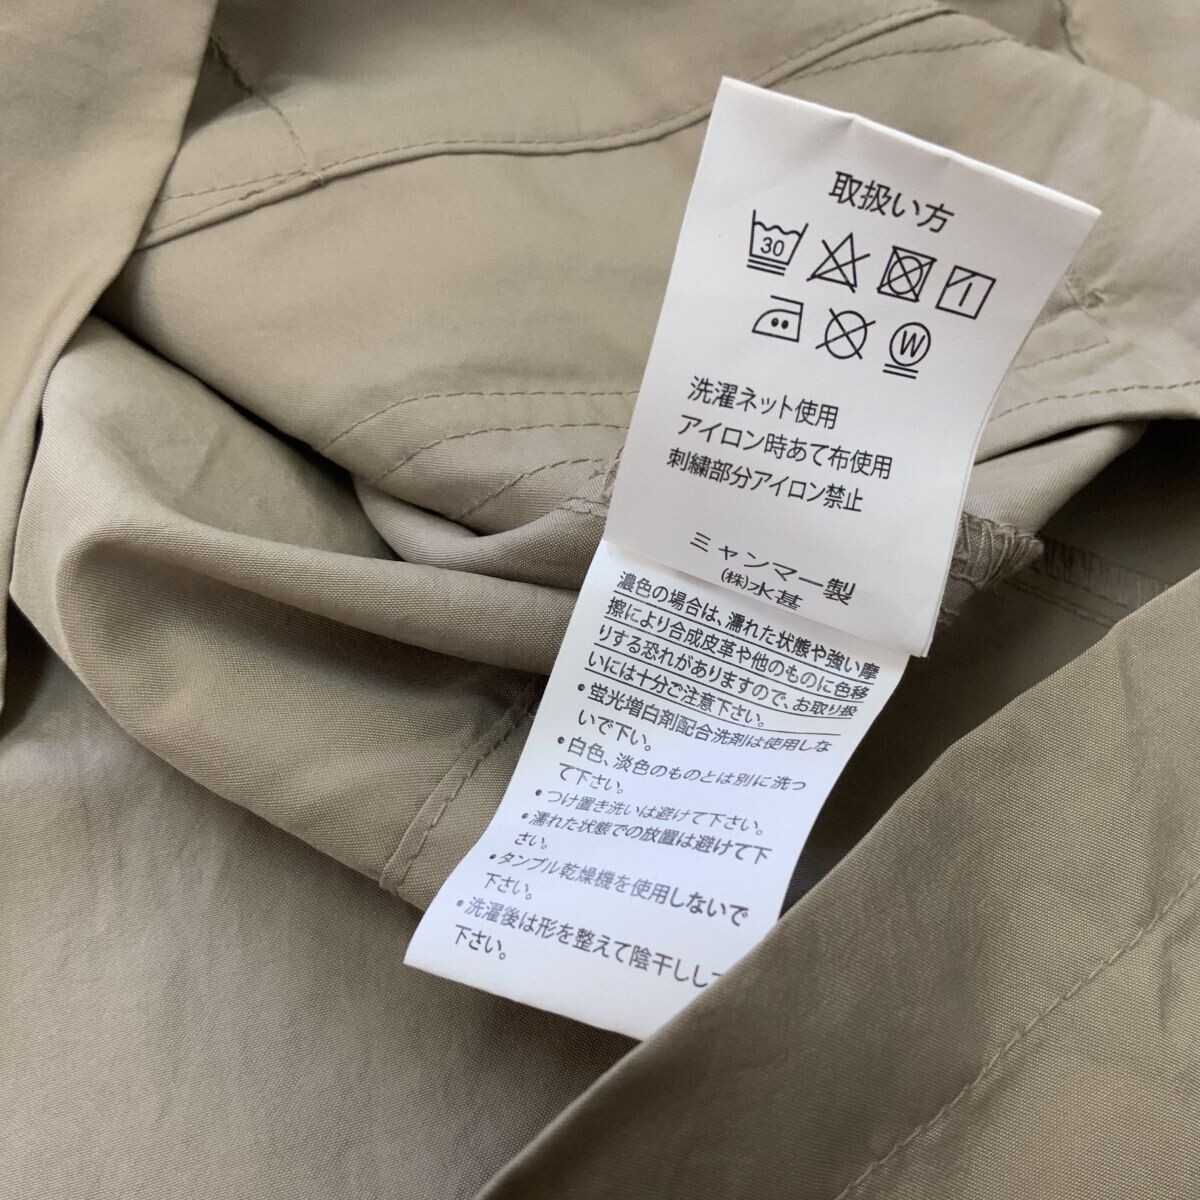 取扱い方
30
W
洗濯ネット使用
アイロン時あて布使用
刺繍部分アイロン禁止
ミャンマー製
(株)水甚
濃色の場合は、濡れた状態や強い摩
擦により合成皮革や他のものに色移
りする恐れがありますので、お取り扱
いには十分ご注意下さい。
・蛍光増白剤配合洗剤は使用しな
いで下い。
・白色、淡色のものとは別に洗っ
て下さい。
・つけ置き洗いは避けて下さい。
・濡れた状態での放置は避けて下
さい。
・タンブル乾燥機を使用しないで
下さい。
・洗濯後は形を整えて陰干しして
下さい。